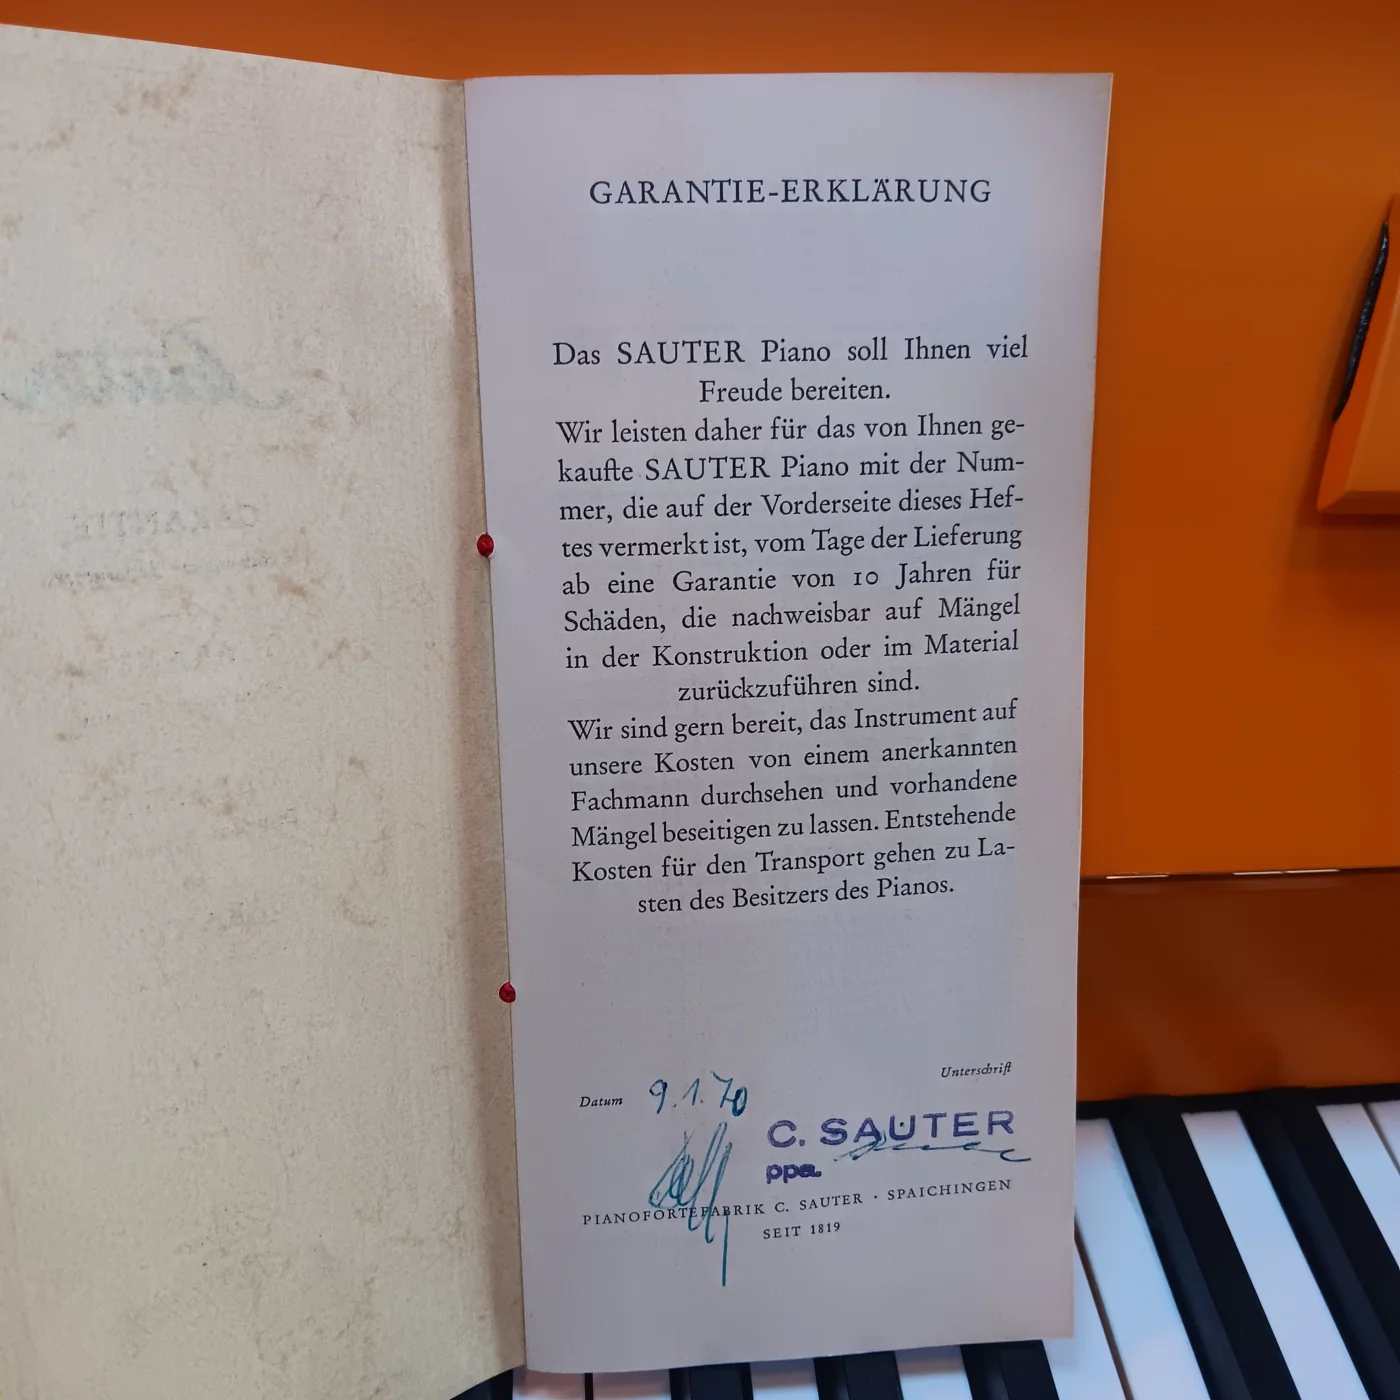 GARANTIE-ERKLÄRUNG
Das SAUTER Piano soll Ihnen viel
Freude bereiten.
Wir leisten daher für das von Ihnen ge-
kaufte SAUTER Piano mit der Num-
mer, die auf der Vorderseite dieses Hef-
tes vermerkt ist, vom Tage der Lieferung
ab eine Garantie von 10 Jahren für
Schäden, die nachweisbar auf Mängel
in der Konstruktion oder im Material
zurückzuführen sind.
Wir sind gern bereit, das Instrument auf
unsere Kosten von einem anerkannten
Fachmann durchsehen und vorhandene
Mängel beseitigen zu lassen. Entstehende
Kosten für den Transport gehen zu La-
sten des Besitzers des Pianos.
Unterschrift
Datum 9.1.70
C. SAUTER
ppa.
PIANOFORTEFABRIK C. SAUTER · SPAICHINGEN
SEIT 1819